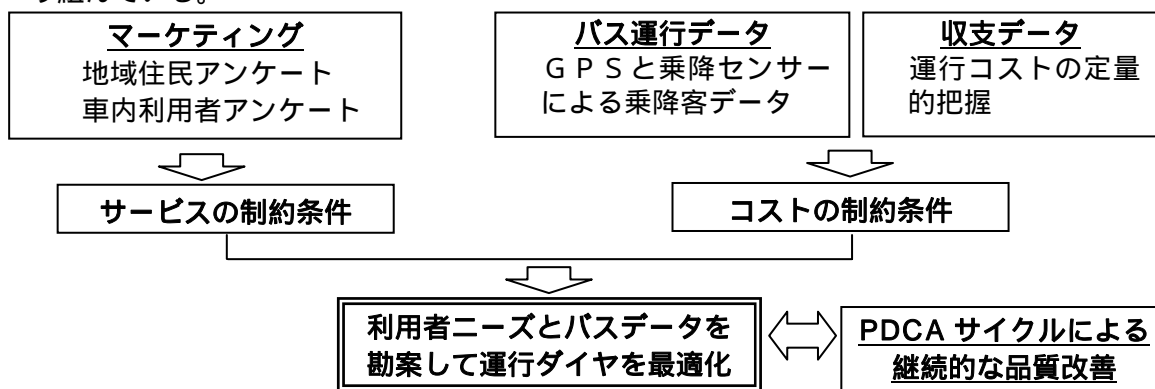 り組んでいる。
マーケティング
地域住民アンケート
車内利用者アンケート
バス運行データ
ＧＰＳと乗降センサー
による乗降客データ
収支データ
運行コストの定量
的把握
サービスの制約条件
コストの制約条件
利用者ニーズとバスデータを
勘案して運行ダイヤを最適化
PDCA サイクルによる
継続的な品質改善